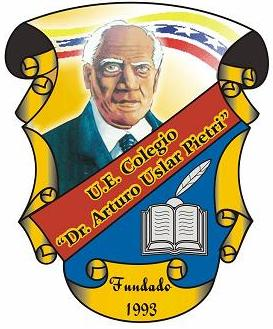 U.E. Colegio
"Dr. Arturo Uslar Pietri"
Fundado
1993